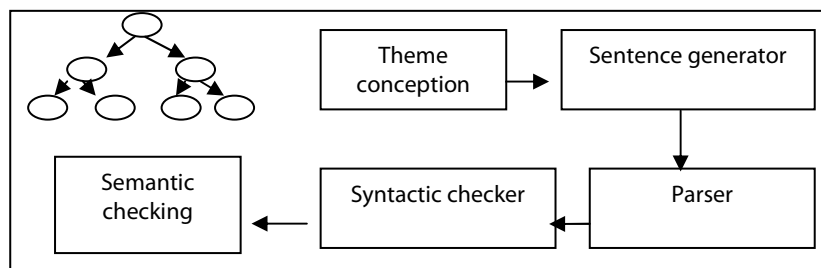 Theme
conception
Sentence generator
Semantic
checking
Syntactic checker
Parser